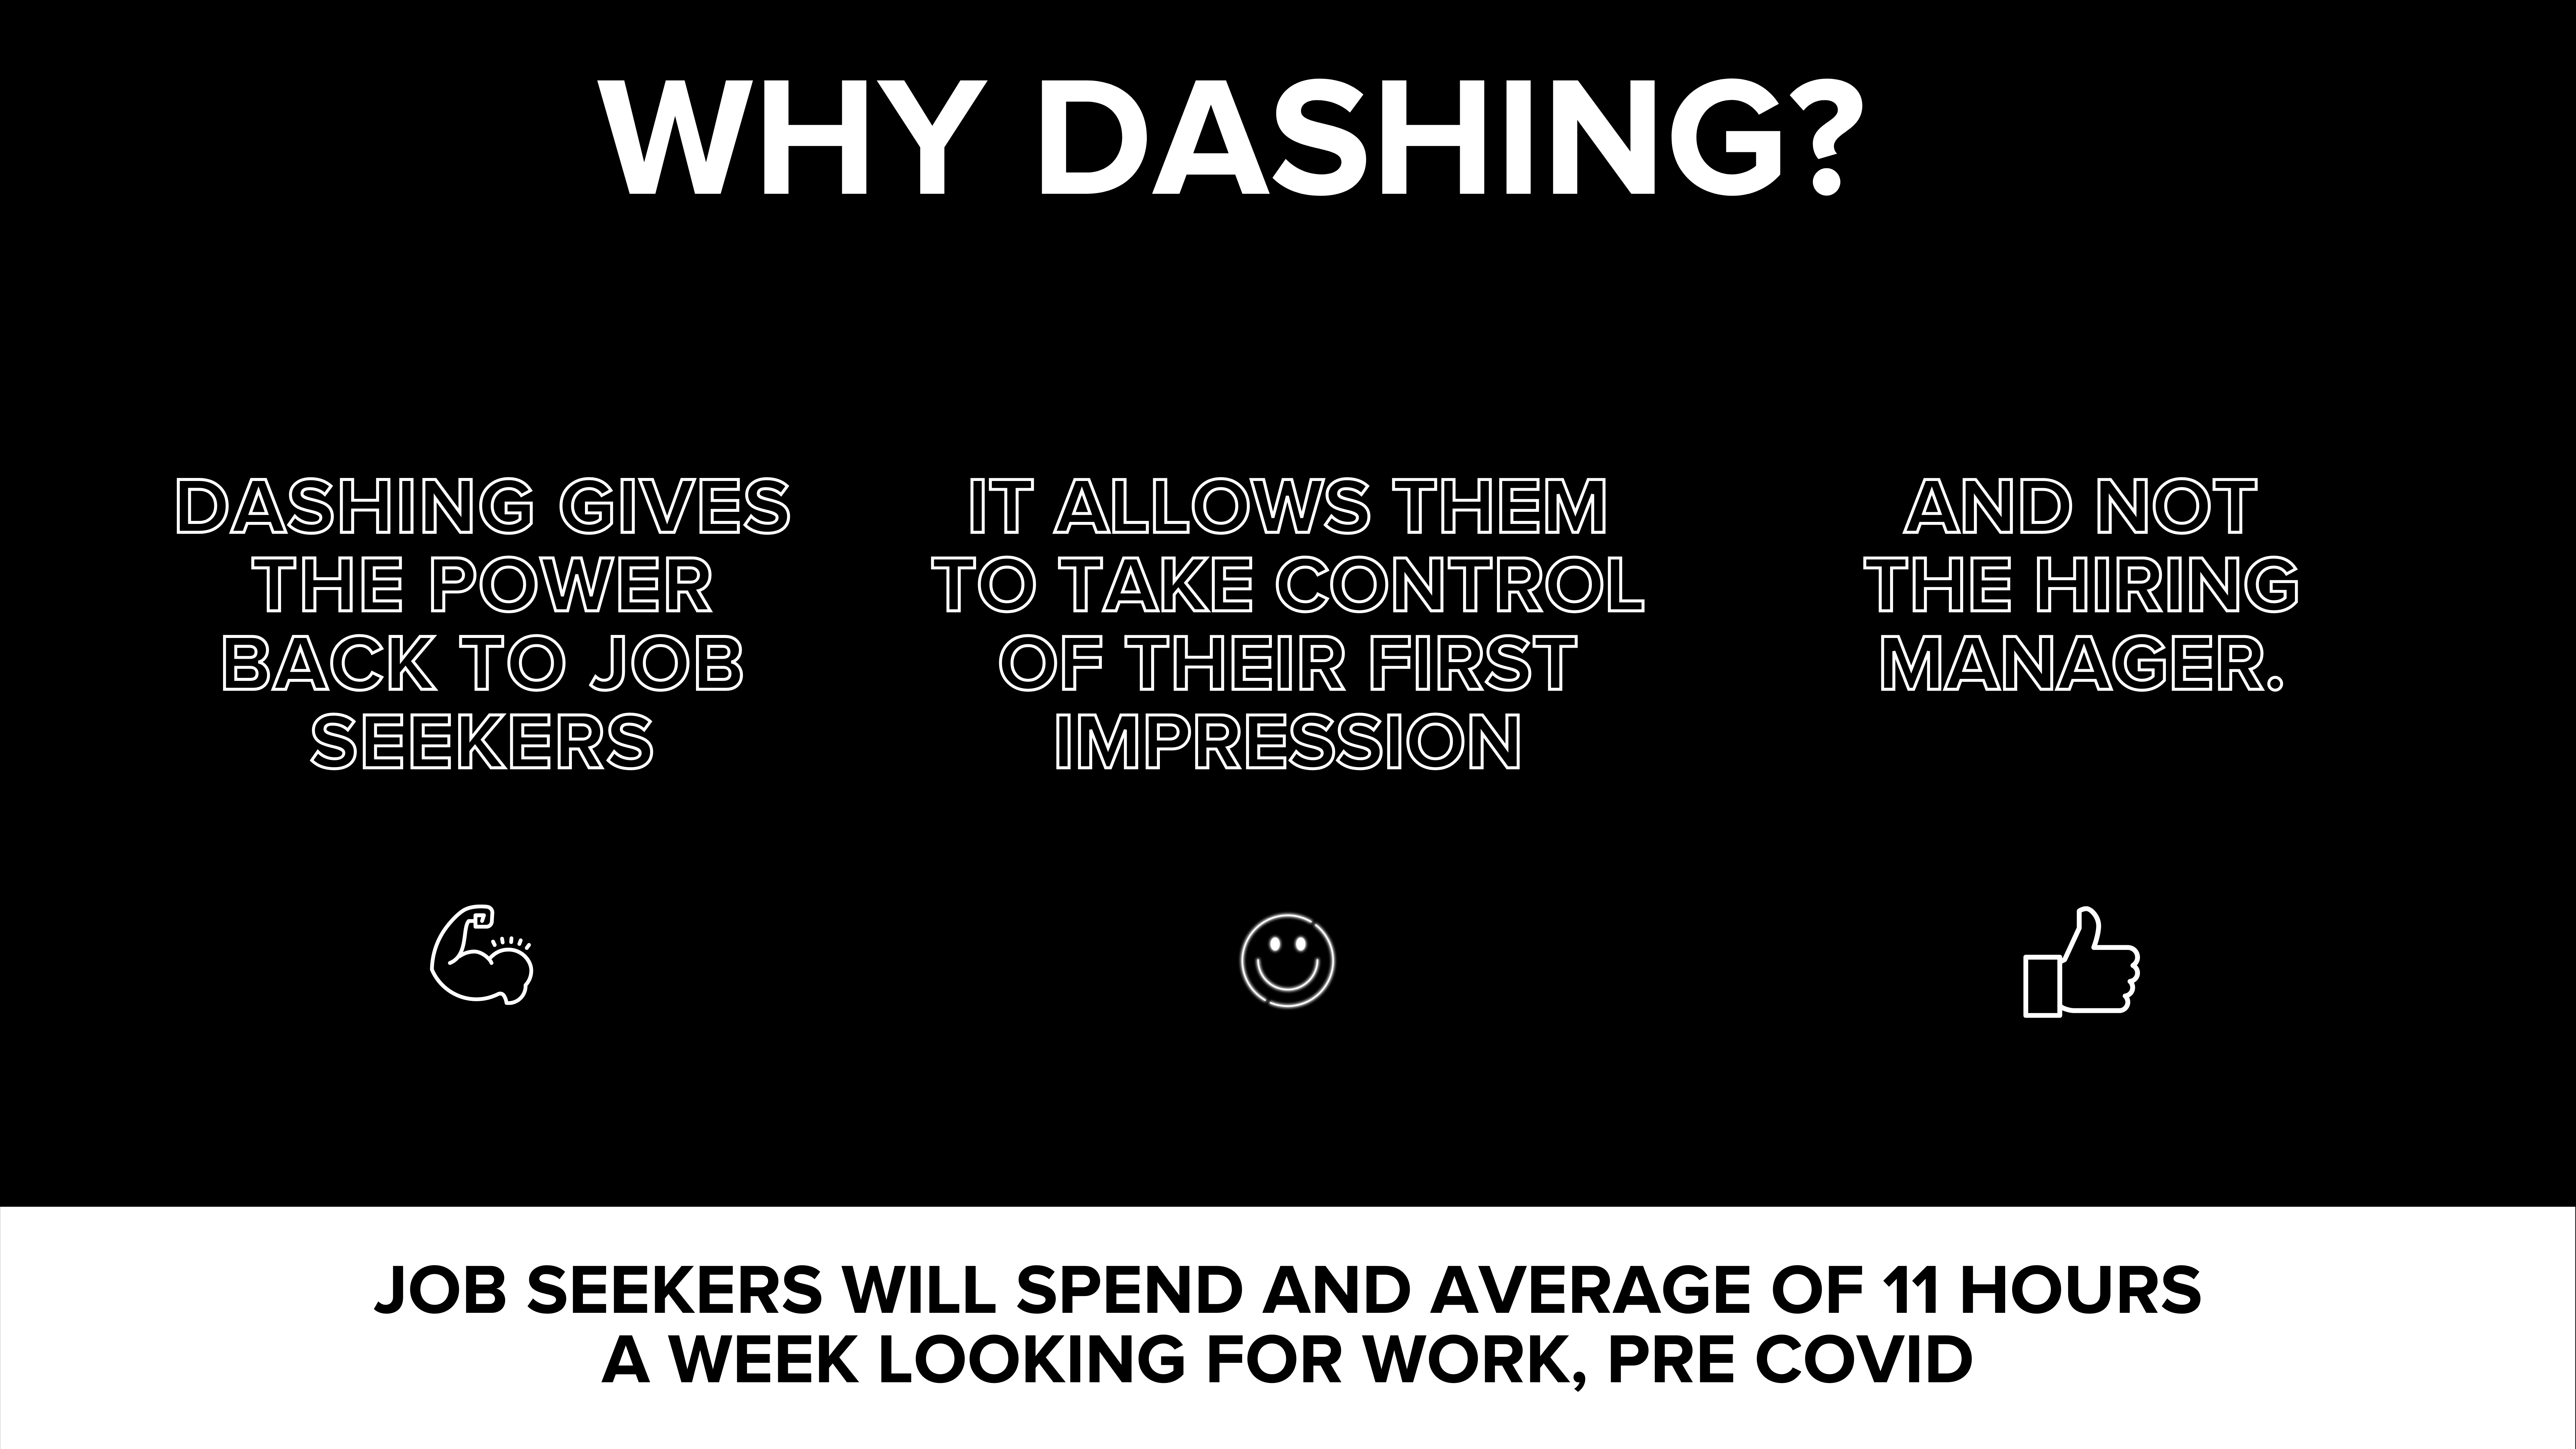 WHY DASHING?
DASHING GIVES
THE POWER
BACK TO JOB
SEEKERS
IT ALLOWS THEM
TO TAKE CONTROL
OF THEIR FIRST
IMPRESSION
AND NOT
THE HIRING
MANAGER.
JOB SEEKERS WILL SPEND AND AVERAGE OF 11 HOURS
A WEEK LOOKING FOR WORK, PRE COVID